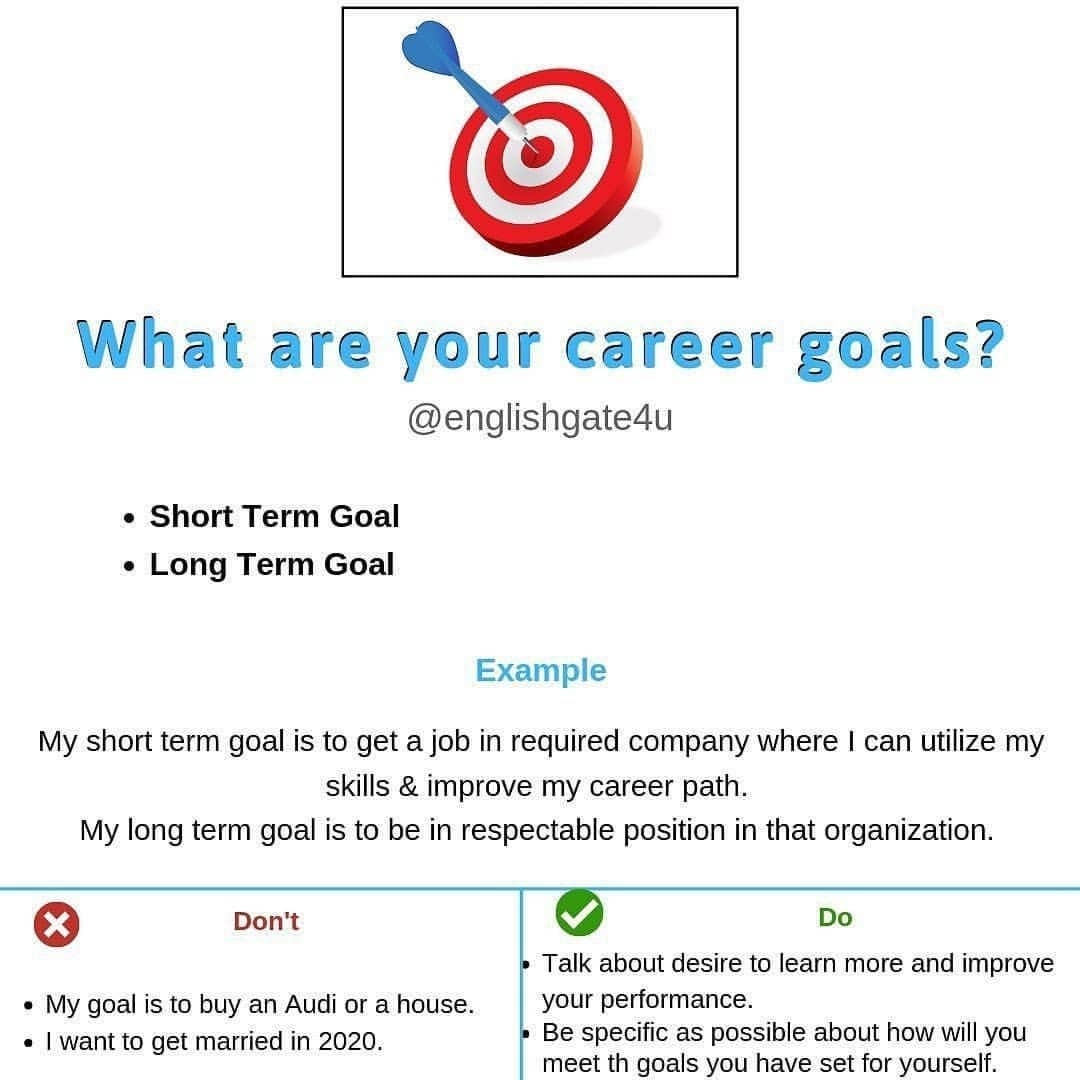 What are your career goals?
@englishgate4u
• Short Term Goal
• Long Term Goal
Example
My short term goal is to get a job in required company where I can utilize my
skills & improve my career path.
My long term goal is to be in respectable position in that organization.
Don't
• My goal is to buy an Audi or a house.
• I want to get married in 2020.
Do
• Talk about desire to learn more and improve
your performance.
• Be specific as possible about how will you
meet th goals you have set for yourself.